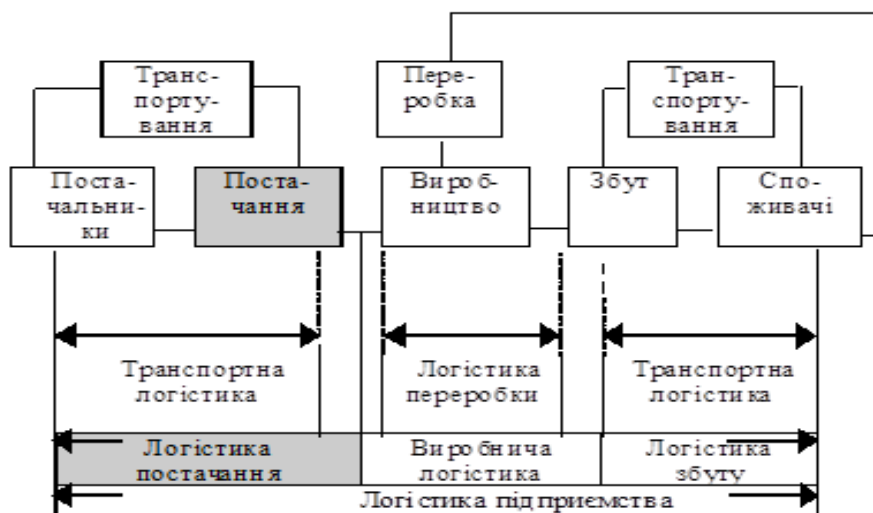 Транс-
портув-
вання
Пере-
робка
Тран-
спорту-
вання
Поста-
чальни-
ки
Поста-
чання
Вироб-
ництво
Збут
Спо-
живачі
Транспортна
логістика
Логістика
переробки
Транспортна
логістика
Логістика
постачання
Виробнича
логістика
Логістика
збуту
Логістика підприємства